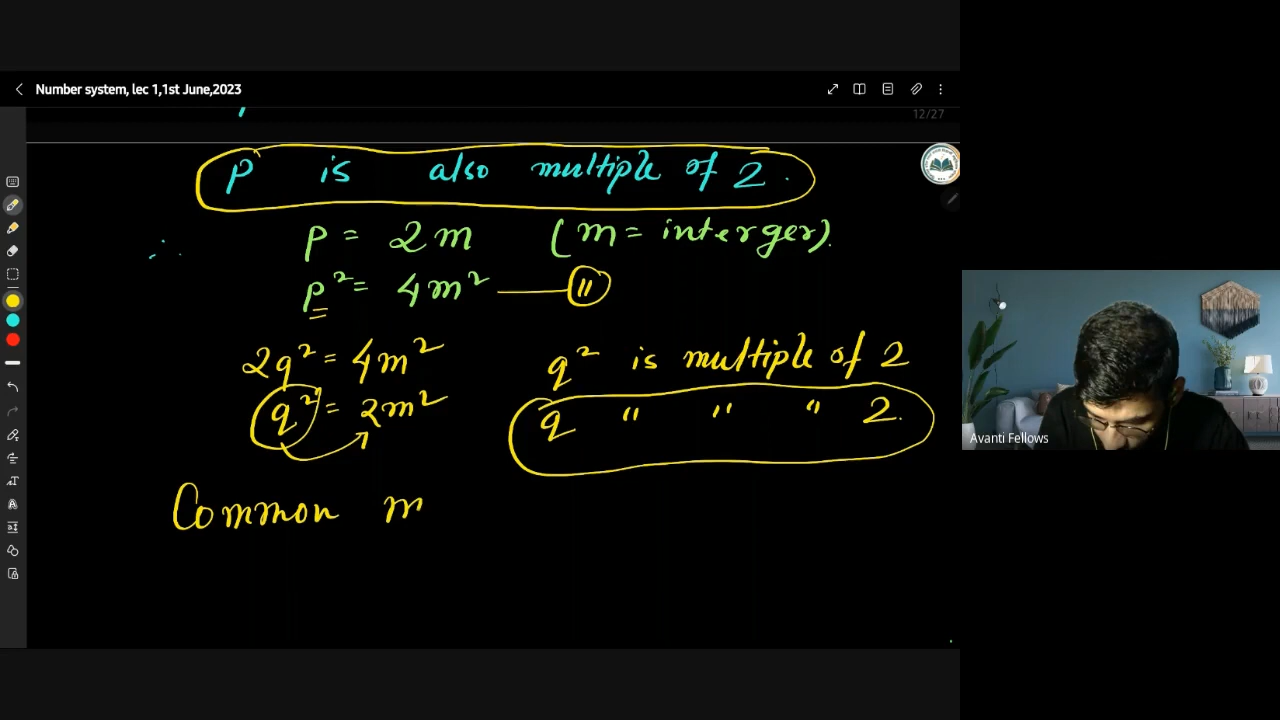 Number system, lec 1,1st June,2023
12/27
P is also multiple of 2.
∴ p = 2m (m = interger).
p² = 4m² — ⑪
2q² = 4m² q² is multiple of 2
q² = 2m² q " " " 2.
Common m
Avanti Fellows